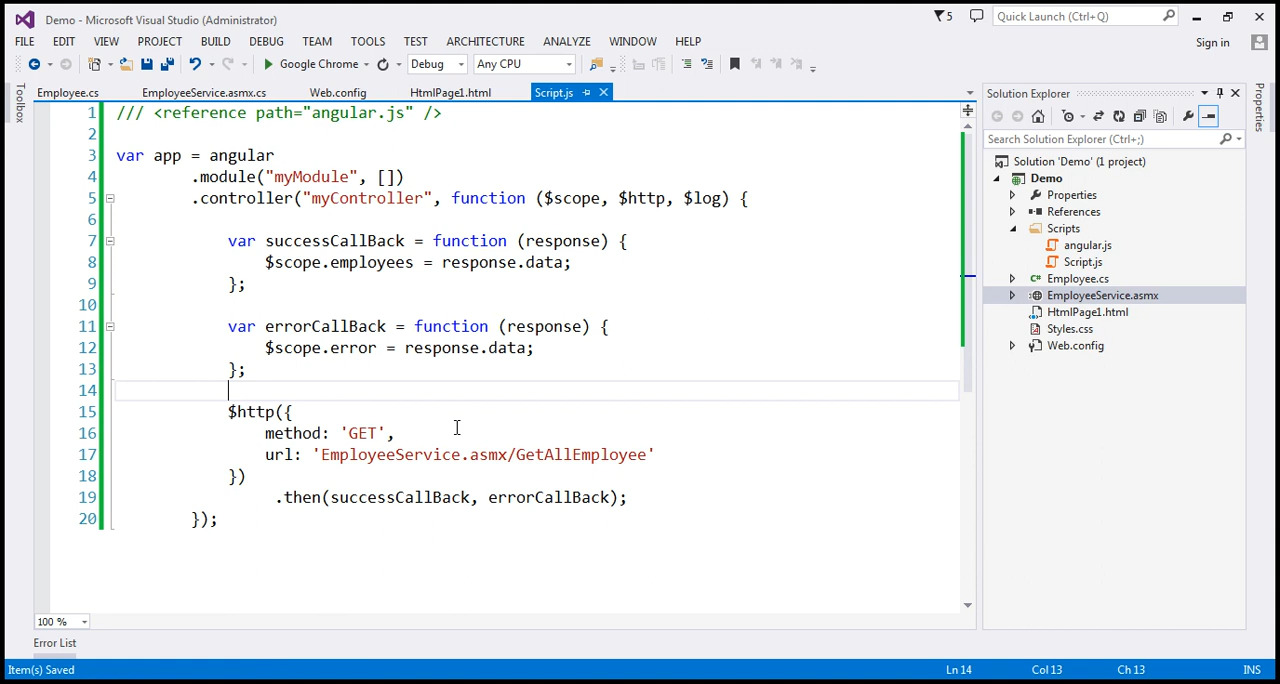 Demo - Microsoft Visual Studio (Administrator)
5
Quick Launch (Ctrl+Q)
FILE EDIT VIEW PROJECT BUILD DEBUG TEAM TOOLS TEST ARCHITECTURE ANALYZE WINDOW HELP
Sign in
Google Chrome
Debug
Any CPU
Toolbox
Employee.cs EmployeeService.asmx.cs Web.config HtmlPage1.html Script.js
1 /// <reference path="angular.js" />
2
3 var app = angular
4 .module("myModule", [])
5 .controller("myController", function ($scope, $http, $log) {
6
7 var successCallBack = function (response) {
8 $scope.employees = response.data;
9 };
10
11 var errorCallBack = function (response) {
12 $scope.error = response.data;
13 };
14
15 $http({
16 method: 'GET',
17 url: 'EmployeeService.asmx/GetAllEmployee'
18 })
19 .then(successCallBack, errorCallBack);
20 });
100 %
Solution Explorer
Search Solution Explorer (Ctrl+;)
Solution 'Demo' (1 project)
Demo
Properties
References
Scripts
angular.js
Script.js
Employee.cs
EmployeeService.asmx
HtmlPage1.html
Styles.css
Web.config
Properties
Error List
Item(s) Saved
Ln 14 Col 13 Ch 13 INS